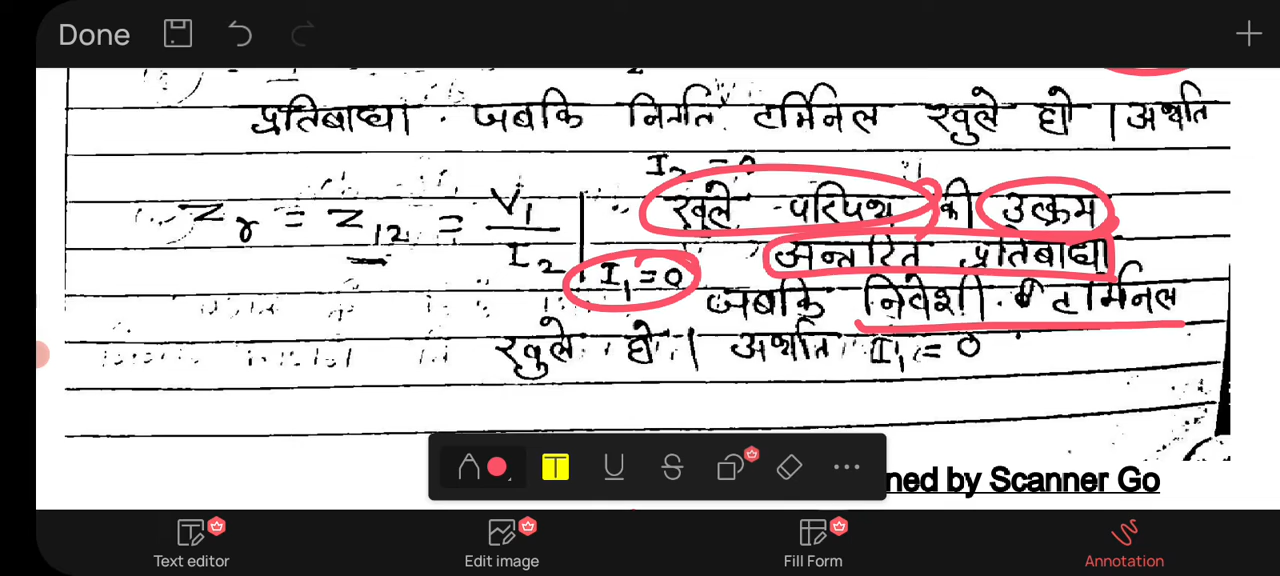 Done
प्रतिबाधा जबकि निर्गत टर्मिनल खुले हो । अर्थात
I₂ = 0
Zᵣ = Z₁₂ = V₁/I₂ | I₁ = 0 खुले परिपथ की उत्क्रम
अन्तरित प्रतिबाधा
जबकि निवेशी टर्मिनल
खुले हो । अर्थात I₁ = 0
ned by Scanner Go
Text editor Edit image Fill Form Annotation